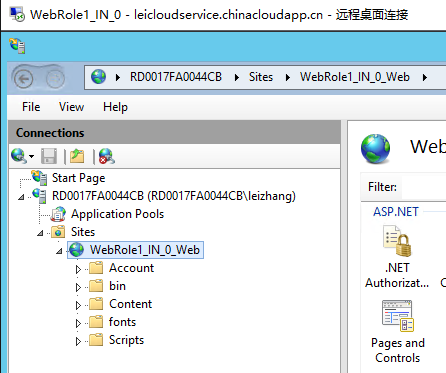 WebRole1_IN_0 - leicloudservice.chinacloudapp.cn - 远程桌面连接
RD0017FA0044CB Sites WebRole1_IN_0_Web
File View Help
Connections
Start Page
RD0017FA0044CB (RD0017FA0044CB\leizhang)
Application Pools
Sites
WebRole1_IN_0_Web
Account
bin
Content
fonts
Scripts
Web
Filter:
ASP.NET
.NET
Authorizat...
Pages and
Controls